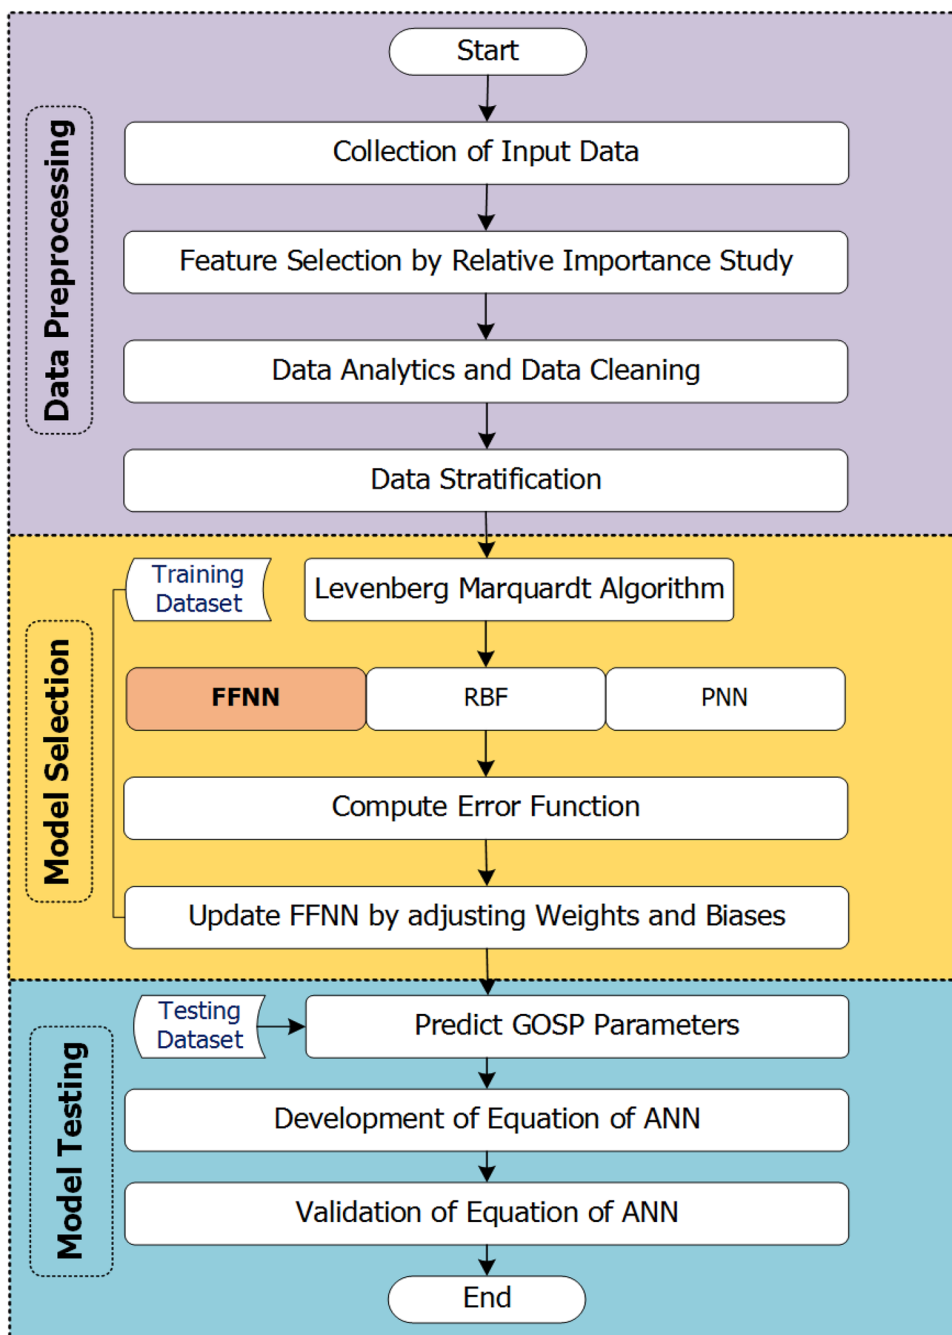 Start
Data Preprocessing
Collection of Input Data
Feature Selection by Relative Importance Study
Data Analytics and Data Cleaning
Data Stratification
Model Selection
Training
Dataset
Levenberg Marquardt Algorithm
FFNN
RBF
PNN
Compute Error Function
Update FFNN by adjusting Weights and Biases
Model Testing
Testing
Dataset
Predict GOSP Parameters
Development of Equation of ANN
Validation of Equation of ANN
End